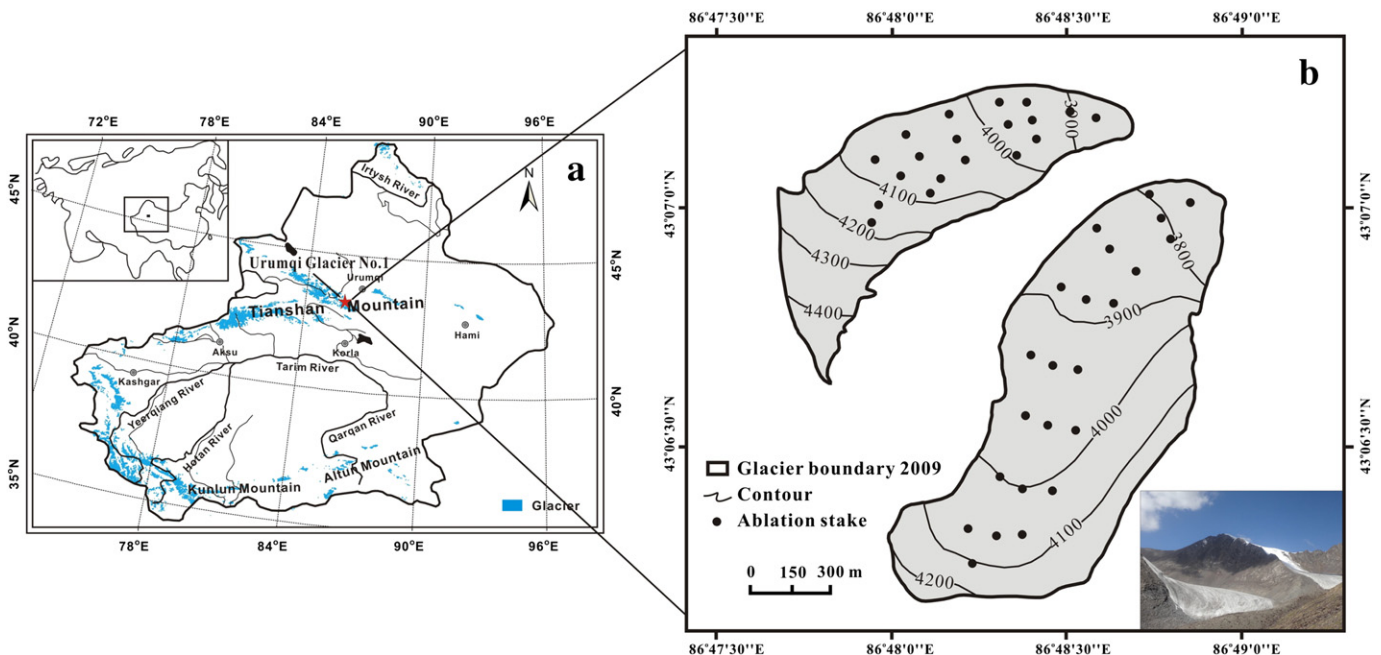 72°E
78°E
84°E
90°E
96°E
45°N
40°N
35°N
a
N
Irtysh River
Urumqi Glacier No.1
Urumqi
Tianshan Mountain
Hami
Aksu
Korla
Kashgar
Tarim River
Yeerqiang River
Hotan River
Qarqan River
Altun Mountain
Kunlun Mountain
Glacier
45°N
40°N
78°E
84°E
90°E
96°E
86°47'30''E
86°48'0''E
86°48'30''E
86°49'0''E
b
43°07'0''N
43°06'30''N
3900
4000
4100
4200
4300
4400
3800
3900
4000
4100
4200
Glacier boundary 2009
Contour
Ablation stake
0 150 300 m
43°07'0''N
43°06'30''N
86°47'30''E
86°48'0''E
86°48'30''E
86°49'0''E